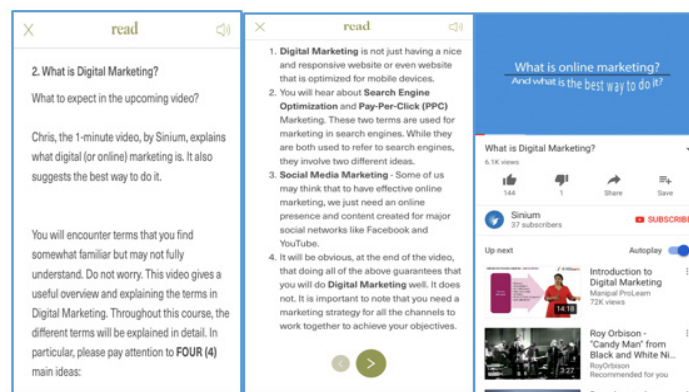 read
2. What is Digital Marketing?
What to expect in the upcoming video?
Chris, the 1-minute video, by Sinium, explains
what digital (or online) marketing is. It also
suggests the best way to do it.
You will encounter terms that you find
somewhat familiar but may not fully
understand. Do not worry. This video gives a
useful overview and explaining the terms in
Digital Marketing. Throughout this course, the
different terms will be explained in detail. In
particular, please pay attention to FOUR (4)
main ideas:
read
1. Digital Marketing is not just having a nice
and responsive website or even website
that is optimized for mobile devices.
2. You will hear about Search Engine
Optimization and Pay-Per-Click (PPC)
Marketing. These two terms are used for
marketing in search engines. While they
are both used to refer to search engines,
they involve two different ideas.
3. Social Media Marketing - Some of us
may think that to have effective online
marketing, we just need an online
presence and content created for major
social networks like Facebook and
YouTube.
4. It will be obvious, at the end of the video,
that doing all of the above guarantees that
you will do Digital Marketing well. It does
not. It is important to note that you need a
marketing strategy for all the channels to
work together to achieve your objectives.
What is online marketing?
And what is the best way to do it?
What is Digital Marketing?
6.1K views
144
1
Share
Save
Sinium
37 subscribers
SUBSCRIBE
Up next
Autoplay
14:18
Introduction to
Digital Marketing
Manipal ProLearn
72K views
3:27
Roy Orbison -
"Candy Man" from
Black and White Ni...
RoyOrbison
Recommended for you